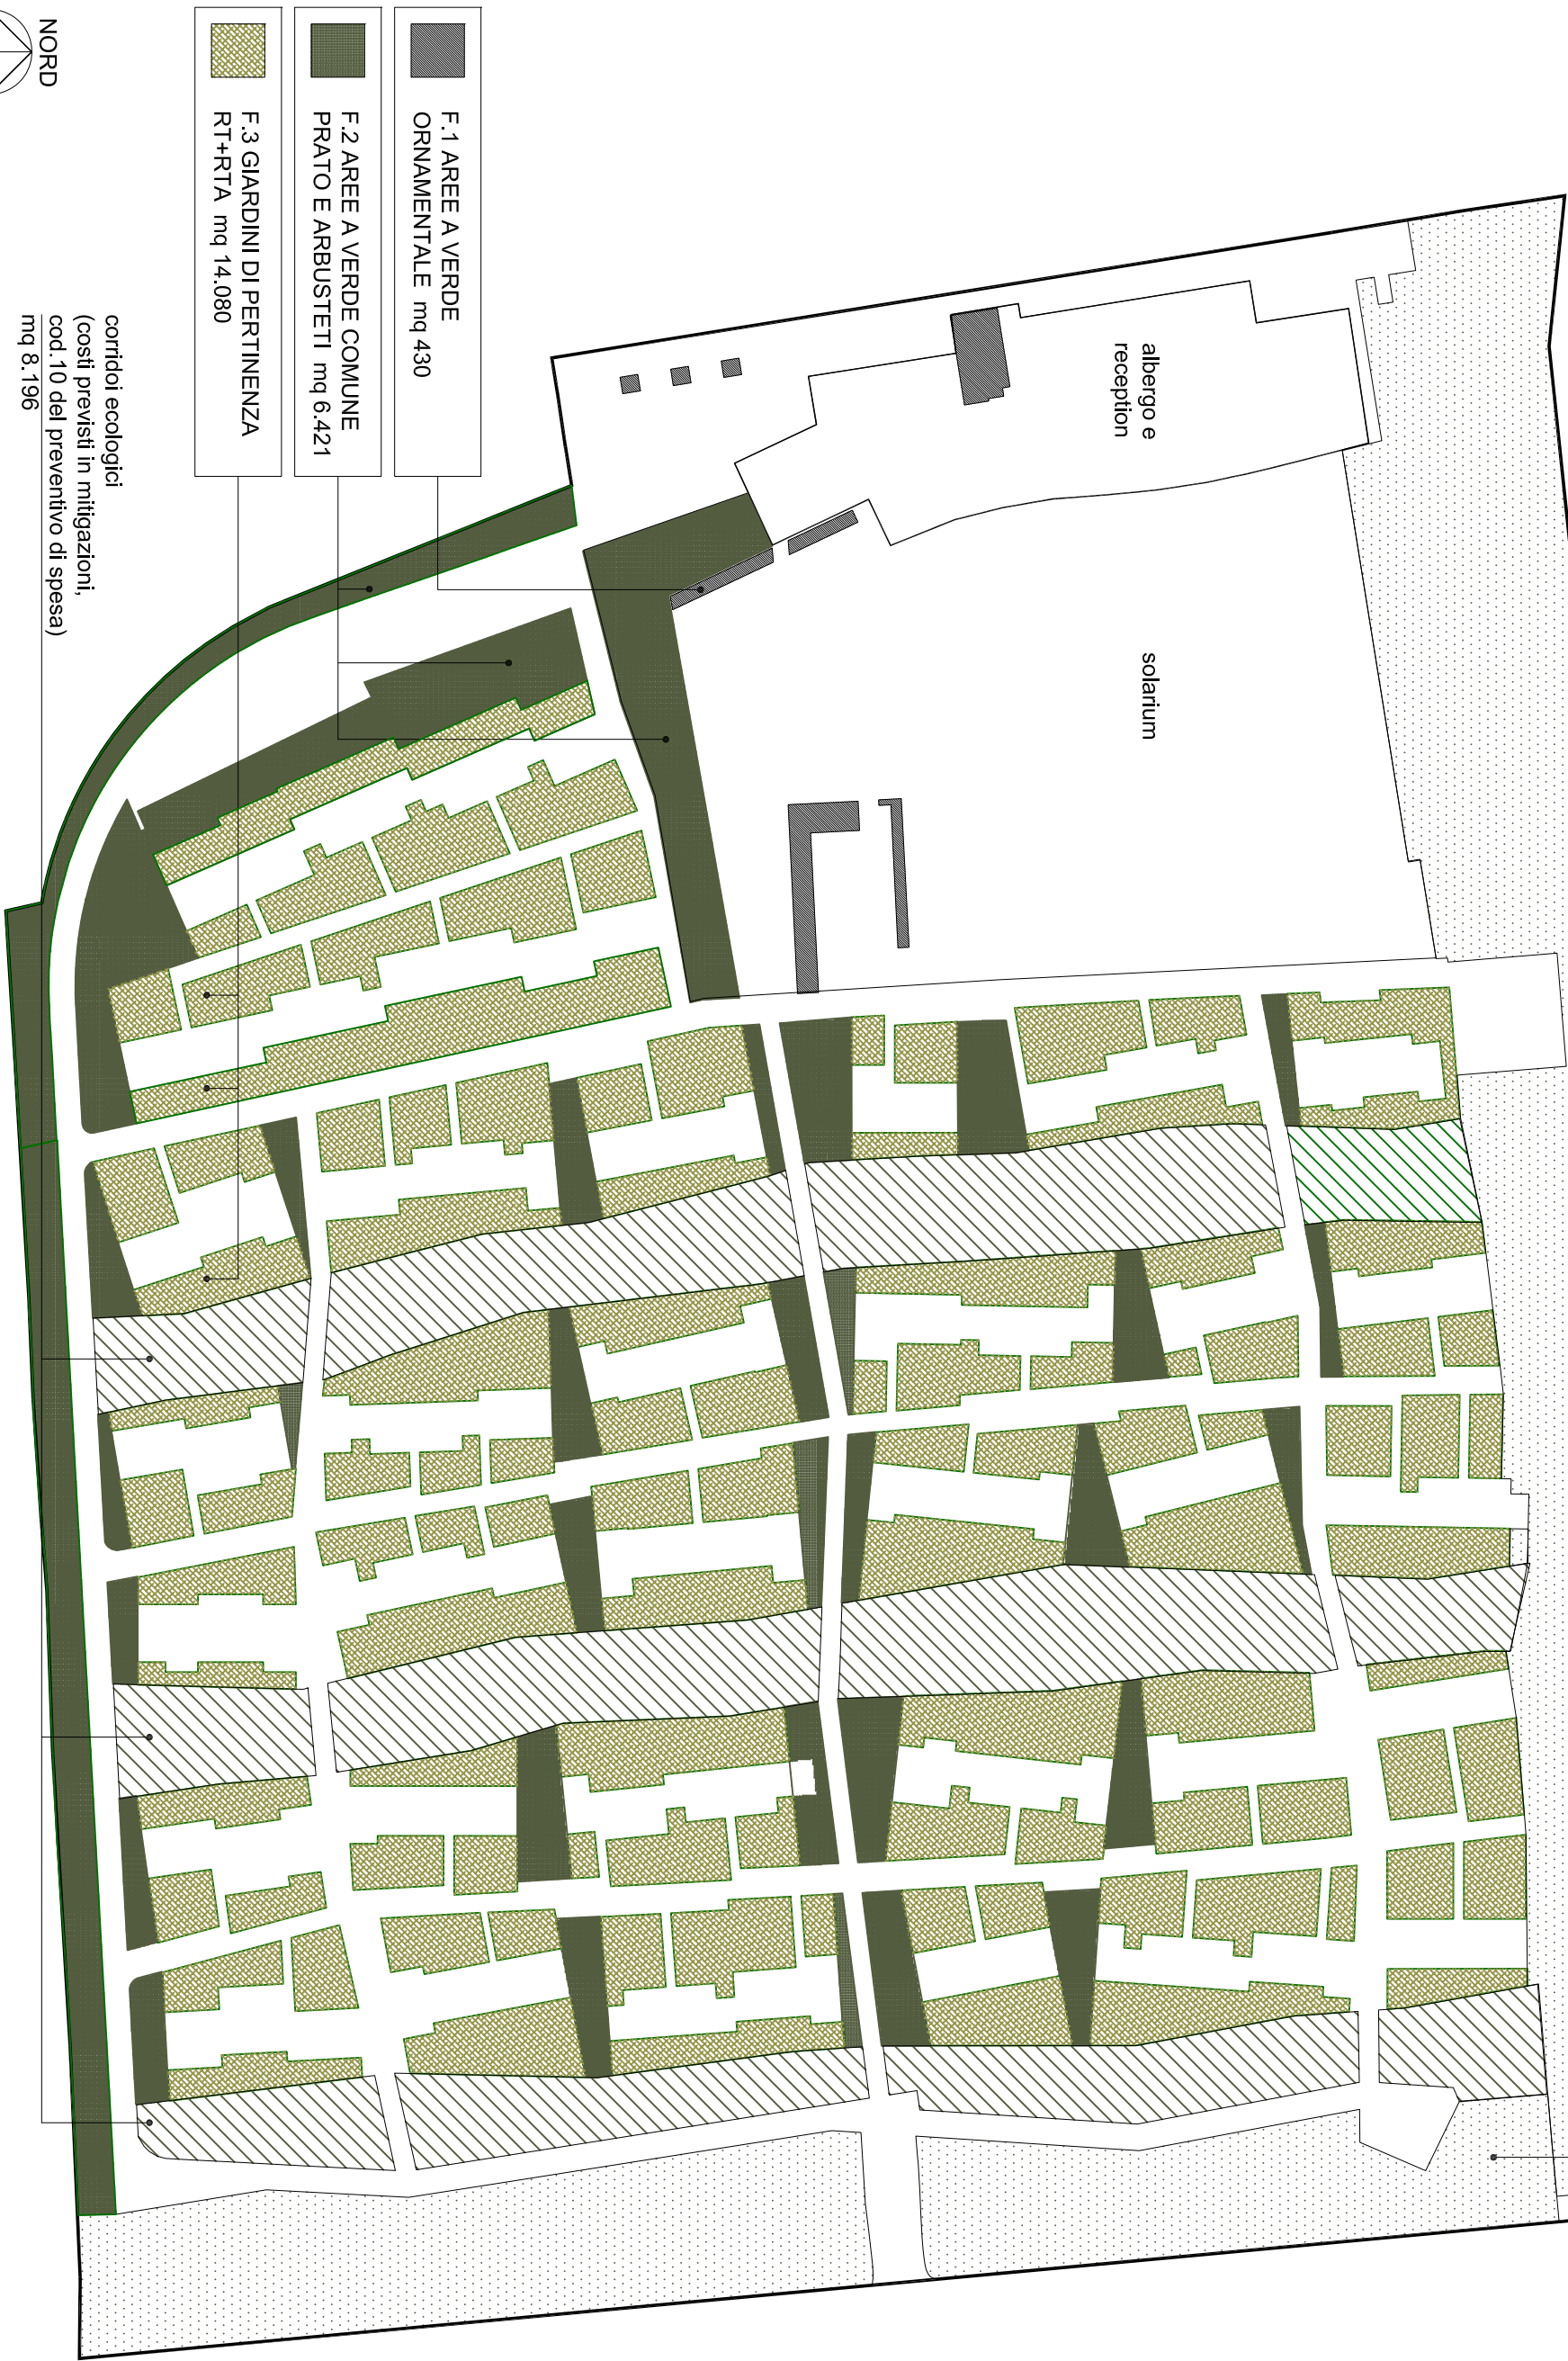 NORD
F.1 AREE A VERDE
ORNAMENTALE mq 430
F.2 AREE A VERDE COMUNE
PRATO E ARBUSTETI mq 6.421
F.3 GIARDINI DI PERTINENZA
RT+RTA mq 14.080
corridoi ecologici
(costi previsti in mitigazioni,
cod.10 del preventivo di spesa)
mq 8.196
albergo e
reception
solarium